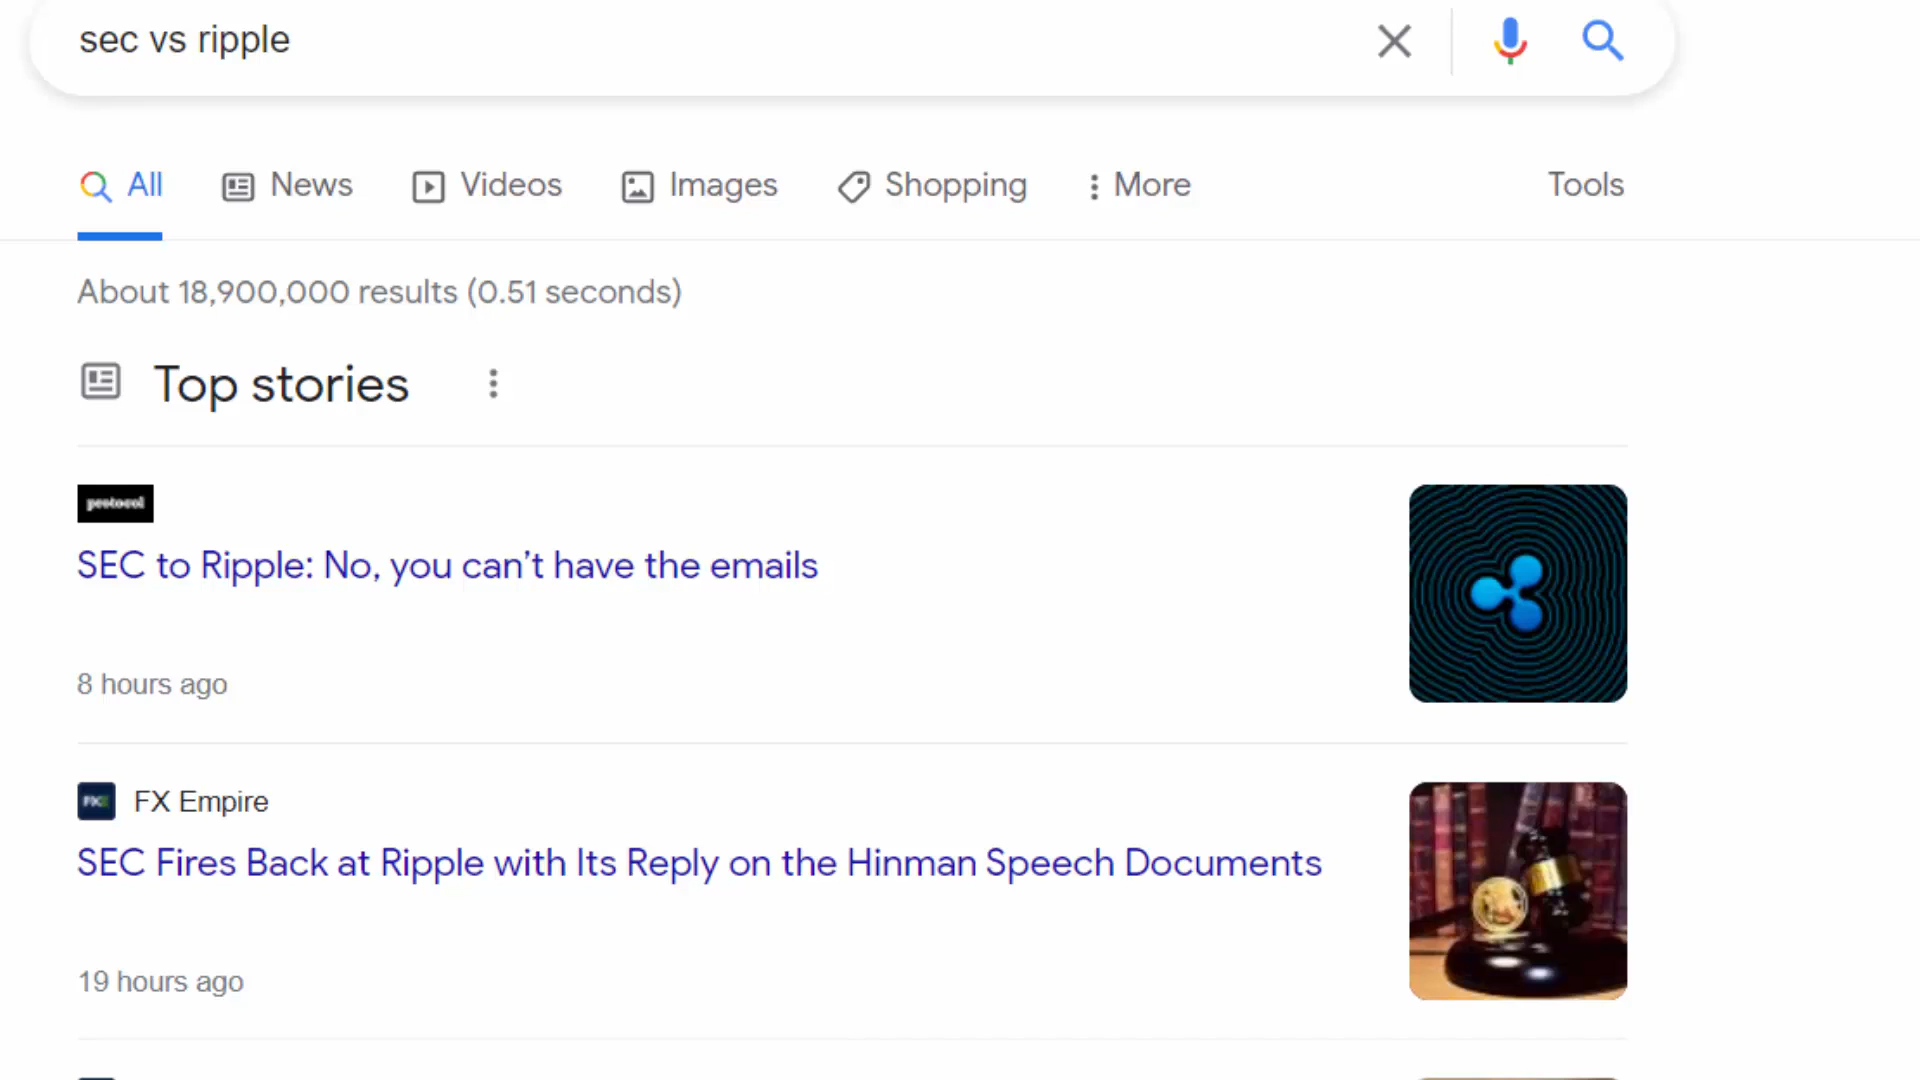 sec vs ripple
All News Videos Images Shopping More Tools
About 18,900,000 results (0.51 seconds)
Top stories
protocol
SEC to Ripple: No, you can’t have the emails
8 hours ago
FX Empire
SEC Fires Back at Ripple with Its Reply on the Hinman Speech Documents
19 hours ago